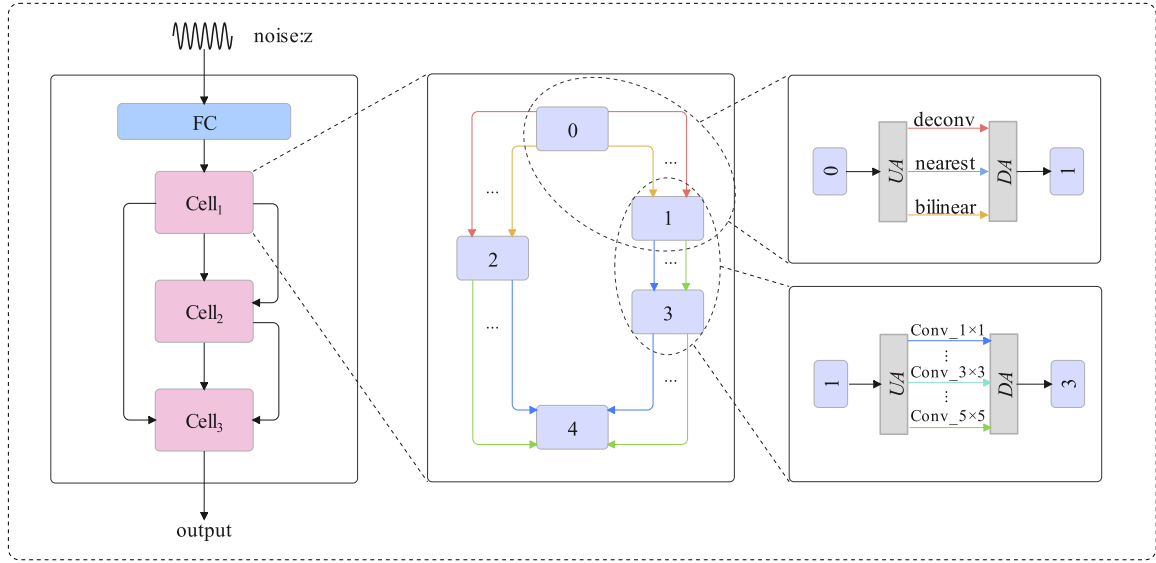 noise:z
FC
Cell₁
Cell₂
Cell₃
output
0
...
...
1
2
...
3
...
...
4
0
UA
deconv
nearest
bilinear
DA
1
1
UA
Conv_1×1
...
Conv_3×3
...
Conv_5×5
DA
3